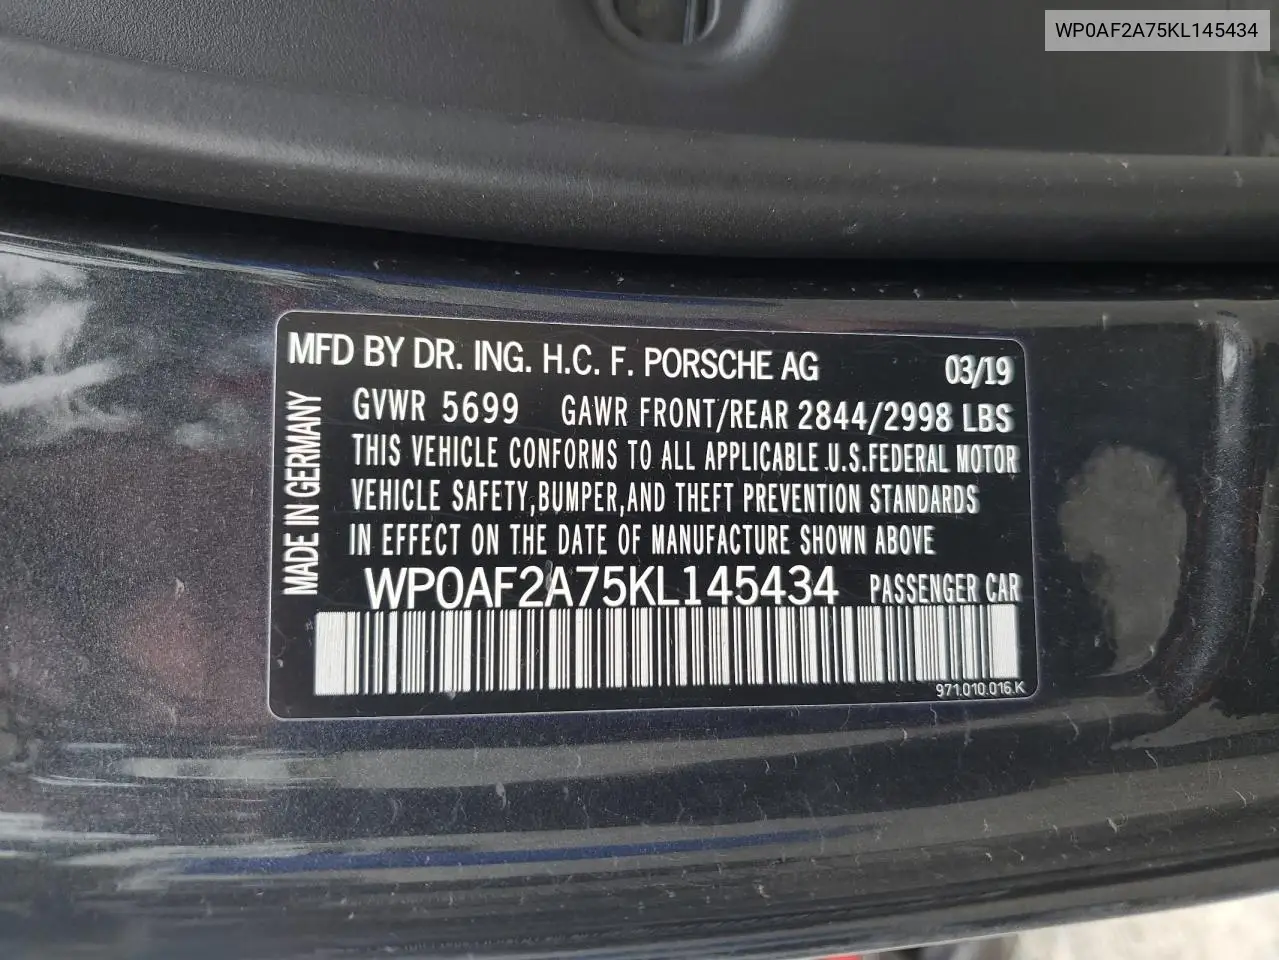 WP0AF2A75KL145434
MFD BY DR. ING. H.C. F. PORSCHE AG 03/19
GVWR 5699 GAWR FRONT/REAR 2844/2998 LBS
THIS VEHICLE CONFORMS TO ALL APPLICABLE U.S.FEDERAL MOTOR
VEHICLE SAFETY,BUMPER,AND THEFT PREVENTION STANDARDS
IN EFFECT ON THE DATE OF MANUFACTURE SHOWN ABOVE
MADE IN GERMANY
WP0AF2A75KL145434 PASSENGER CAR
971.010.016.K